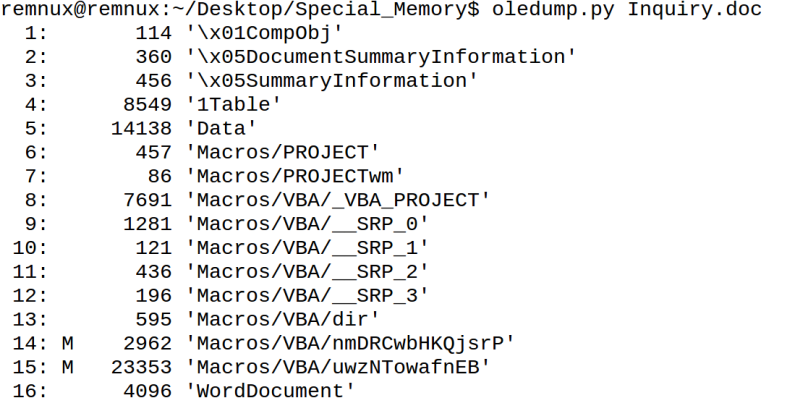 remnux@remnux:~/Desktop/Special_Memory$ oledump.py Inquiry.doc
  1:       114 '\x01CompObj'
  2:       360 '\x05DocumentSummaryInformation'
  3:       456 '\x05SummaryInformation'
  4:      8549 '1Table'
  5:     14138 'Data'
  6:       457 'Macros/PROJECT'
  7:        86 'Macros/PROJECTwm'
  8:      7691 'Macros/VBA/_VBA_PROJECT'
  9:      1281 'Macros/VBA/__SRP_0'
 10:       121 'Macros/VBA/__SRP_1'
 11:       436 'Macros/VBA/__SRP_2'
 12:       196 'Macros/VBA/__SRP_3'
 13:       595 'Macros/VBA/dir'
 14: M    2962 'Macros/VBA/nmDRCwbHKQjsrP'
 15: M   23353 'Macros/VBA/uwzNTowafnEB'
 16:      4096 'WordDocument'